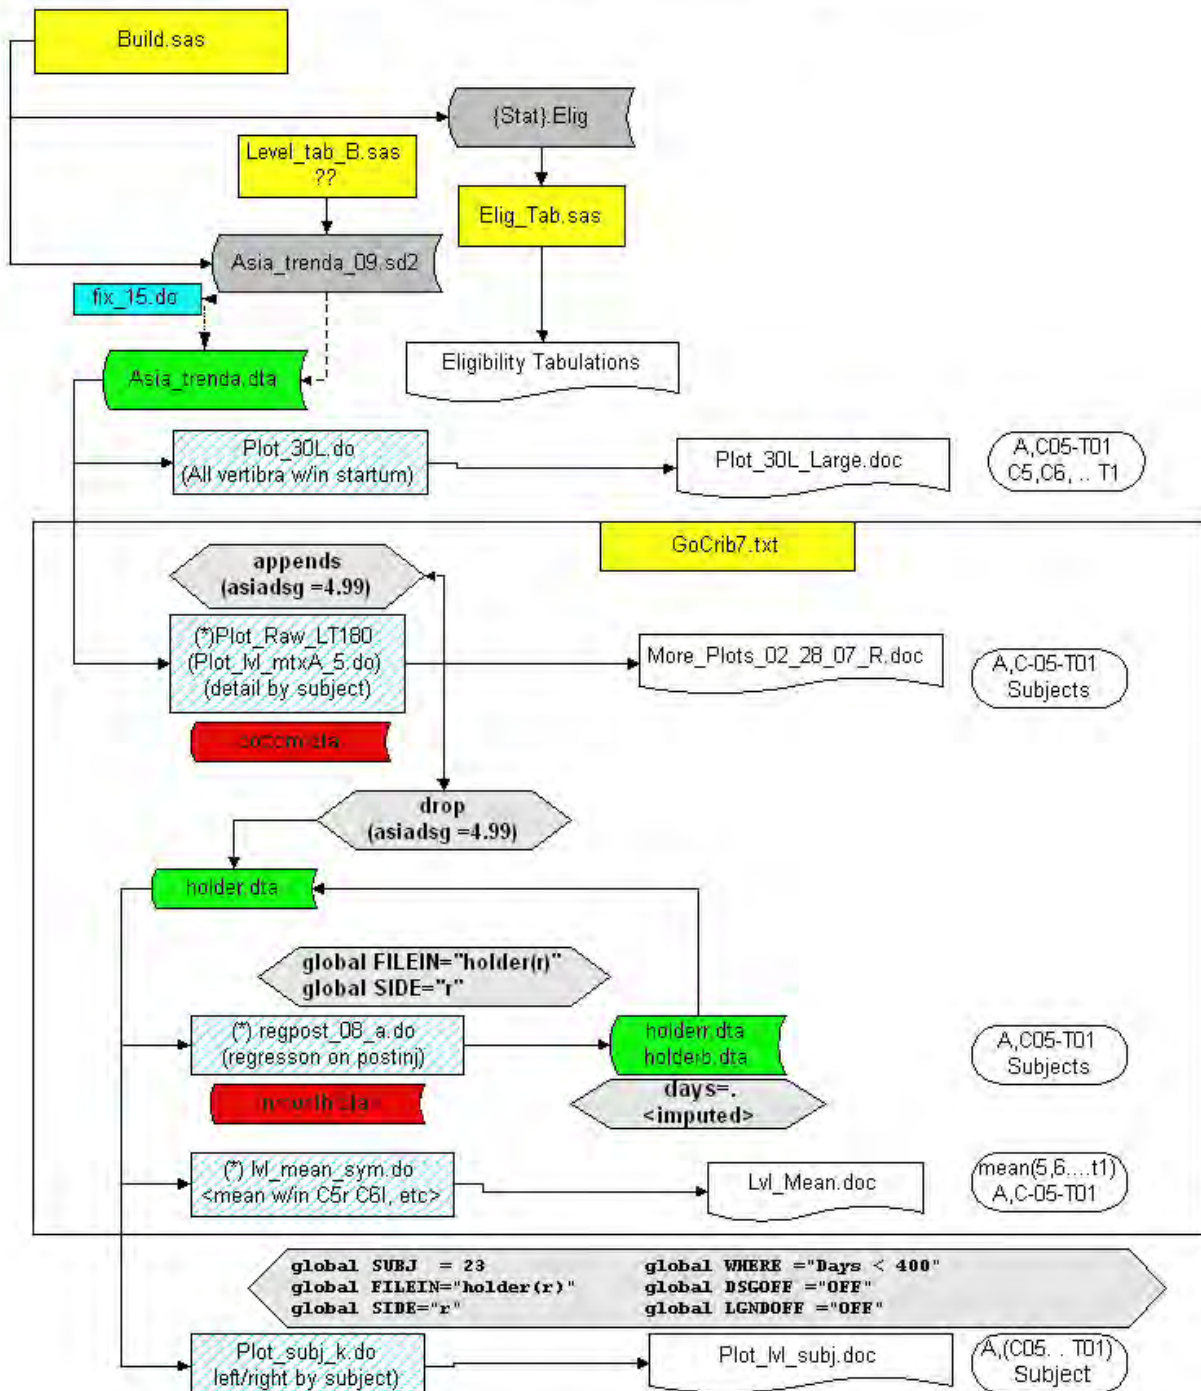 Build.sas
{Stat}.Elig
Level_tab_B.sas
??
Elig_Tab.sas
Asia_trenda_09.sd2
fix_15.do
Eligibility Tabulations
Asia_trenda.dta
Plot_30L.do
(All vertibra w/in startum)
Plot_30L_Large.doc
A,C05-T01
C5,C6, .. T1
GoCrib7.txt
appends
(asiadsg =4.99)
(*)Plot_Raw_LT180
(Plot_lvl_mtxA_5.do)
(detail by subject)
More_Plots_02_28_07_R.doc
A,C-05-T01
Subjects
drop
(asiadsg =4.99)
holder.dta
global FILEIN="holder(r)"
global SIDE="r"
(*) regpost_08_a.do
(regresson on postinj)
holderr.dta
holderb.dta
A,C05-T01
Subjects
days=.
<imputed>
(*) lvl_mean_sym.do
<mean w/in C5r C6l, etc>
Lvl_Mean.doc
mean(5,6....t1)
A,C-05-T01
global SUBJ = 23 global WHERE ="Days < 400"
global FILEIN="holder(r)" global DSGOFF ="OFF"
global SIDE="r" global LGNDOFF ="OFF"
Plot_subj_k.do
left/right by subject)
Plot_lvl_subj.doc
A,(C05. . T01)
Subject